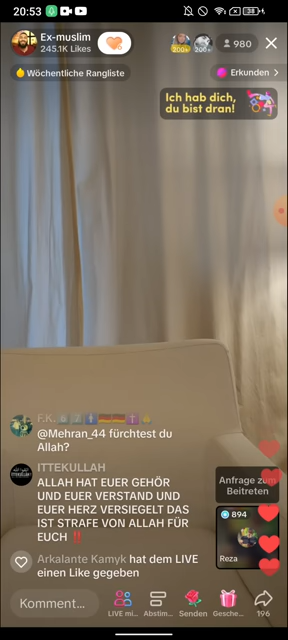 20:53
38
Ex-muslim
245.1K Likes
200+
200+
980
Wöchentliche Rangliste
Erkunden >
Ich hab dich,
du bist dran!
F.K.
@Mehran_44 fürchtest du
Allah?
ITTEKULLAH
ALLAH HAT EUER GEHÖR
UND EUER VERSTAND UND
EUER HERZ VERSIEGELT DAS
IST STRAFE VON ALLAH FÜR
EUCH ‼️
Arkalante Kamyk hat dem LIVE
einen Like gegeben
Anfrage zum
Beitreten
894
Reza
Komment...
LIVE mi...
Abstim...
Senden
Gesche...
196